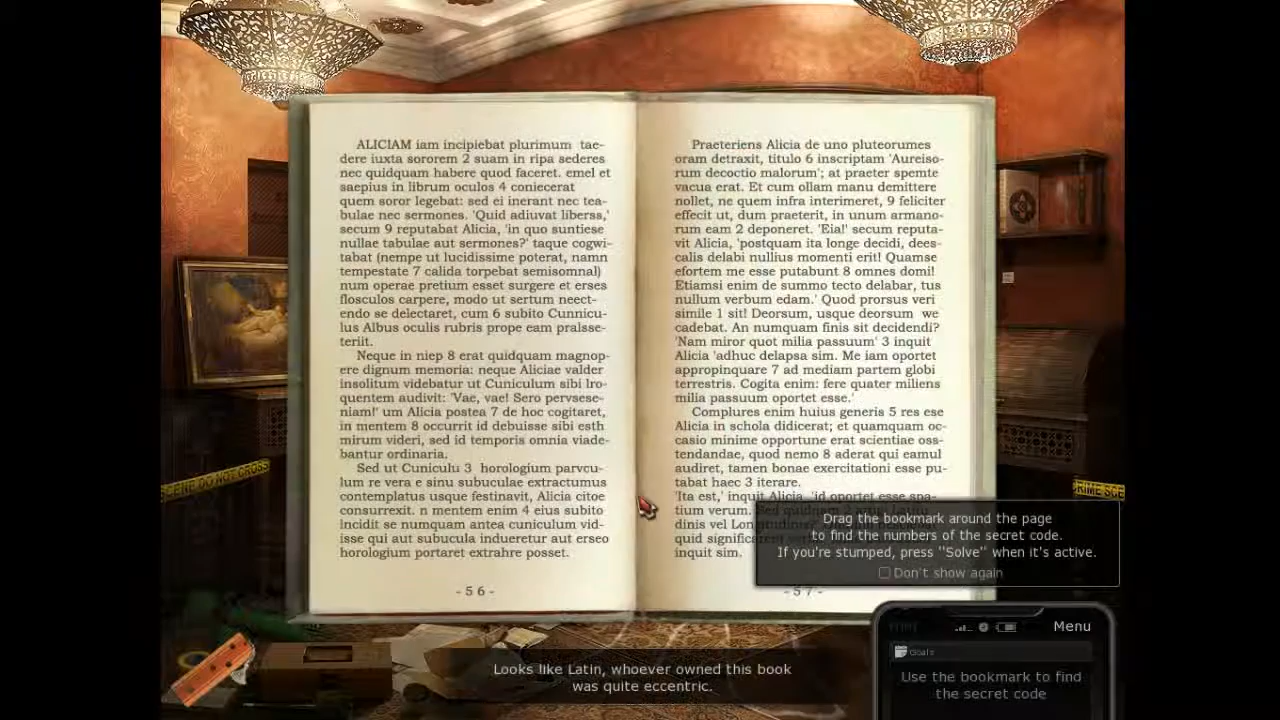 ALICIAM iam incipiebat plurimum tae-
dere iuxta sororem 2 suam in ripa sederes
nec quidquam habere quod faceret. emel et
saepius in librum oculos 4 coniecerat
quem soror legebat: sed ei inerant nec tea-
bulae nec sermones. 'Quid adiuvat liberss,'
secum 9 reputabat Alicia, 'in quo suntiese
nullae tabulae aut sermones?' taque cogwi-
tabat (nempe ut lucidissime poterat, namn
tempestate 7 calida torpebat semisomnal)
num operae pretium esset surgere et erses
flosculos carpere, modo ut sertum neect-
endo se delectaret, cum 6 subito Cunnicu-
lus Albus oculis rubris prope eam pralsse-
teriit.
Neque in niep 8 erat quidquam magnop-
ere dignum memoria: neque Aliciae valder
insolitum videbatur ut Cuniculum sibi lro-
quentem audivit: 'Vae, vae! Sero pervsese-
niam!' um Alicia postea 7 de hoc cogitaret,
in mentem 8 occurrit id debuisse sibi esth
mirum videri, sed id temporis omnia viade-
bantur ordinaria.
Sed ut Cuniculu 3 horologium parvcu-
lum re vera e sinu subuculae extractumus
contemplatus usque festinavit, Alicia citoe
consurrexit. n mentem enim 4 eius subito
incidit se numquam antea cuniculum vid-
isse qui aut subucula indueretur aut erseo
horologium portaret extrahre posset.
- 5 6 -
Praeteriens Alicia de uno pluteorumes
oram detraxit, titulo 6 inscriptam 'Aureiso-
rum decoctio malorum'; at praeter spemte
vacua erat. Et cum ollam manu demittere
nollet, ne quem infra interimeret, 9 feliciter
effecit ut, dum praeterit, in unum armano-
rum eam 2 deponeret. 'Eia!' secum reputa-
vit Alicia, 'postquam ita longe decidi, dees-
calis delabi nullius momenti erit! Quamse
efortem me esse putabunt 8 omnes domi!
Etiamsi enim de summo tecto delabar, tus
nullum verbum edam.' Quod prorsus veri
simile 1 sit! Deorsum, usque deorsum we
cadebat. An numquam finis sit decidendi?
'Nam miror quot milia passuum' 3 inquit
Alicia 'adhuc delapsa sim. Me iam oportet
appropinquare 7 ad mediam partem globi
terrestris. Cogita enim: fere quater miliens
milia passuum oportet esse.'
Complures enim huius generis 5 res ese
Alicia in schola didicerat; et quamquam oc-
casio minime opportune erat scientiae oss-
tendandae, quod nemo 8 aderat qui eamul
audiret, tamen bonae exercitationi esse pu-
tabat haec 3 iterare.
'Ita est,' inquit Alicia, 'id oportet esse spa-
tium verum. Sed
dinis vel
quid
inquit sim.
- 5 7 -
Drag the bookmark around the page
to find the numbers of the secret code.
If you're stumped, press "Solve" when it's active.
Don't show again
SCENE DO NOT CROSS
CRIME SCE
Menu
Goals
Use the bookmark to find
the secret code
Looks like Latin, whoever owned this book
was quite eccentric.